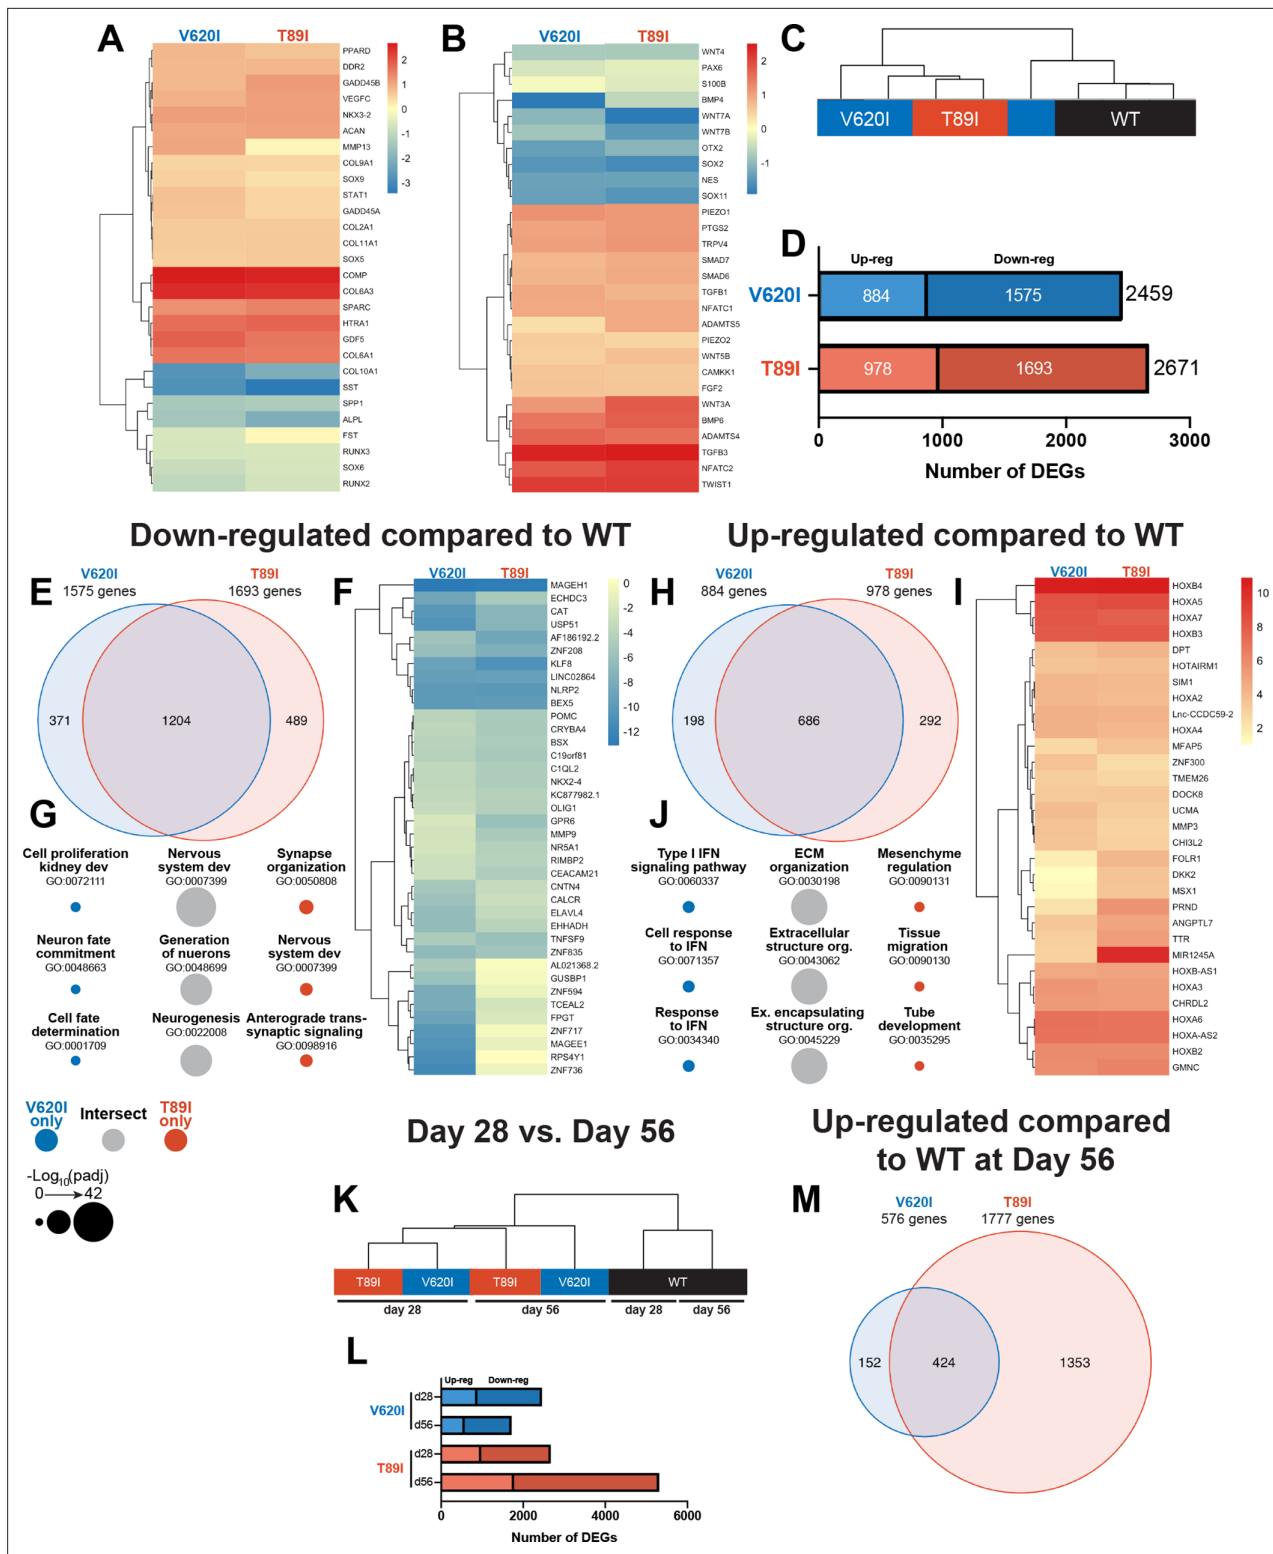 A
V620I
T89I
PPARD
DDR2
GADD45B
VEGFC
NKX3-2
ACAN
MMP13
COL9A1
SOX9
STAT1
GADD45A
COL2A1
COL11A1
SOX5
COMP
COL6A3
SPARC
HTRA1
GDF5
COL6A1
COL10A1
SST
SPP1
ALPL
FST
RUNX3
SOX6
RUNX2
2
1
0
-1
-2
-3
B
V620I
T89I
WNT4
PAX6
S100B
BMP4
WNT7A
WNT7B
OTX2
SOX2
NES
SOX11
PIEZO1
PTGS2
TRPV4
SMAD7
SMAD6
TGFB1
NFATC1
ADAMTS5
PIEZO2
WNT5B
CAMKK1
FGF2
WNT3A
BMP6
ADAMTS4
TGFB3
NFATC2
TWIST1
2
1
0
-1
C
V620I
T89I
WT
D
Up-reg
Down-reg
V620I
884
1575
2459
T89I
978
1693
2671
0
1000
2000
3000
Number of DEGs
Down-regulated compared to WT
E
V620I
1575 genes
T89I
1693 genes
371
1204
489
F
V620I
T89I
MAGEH1
ECHDC3
CAT
USP51
AF186192.2
ZNF208
KLF8
LINC02864
NLRP2
BEX5
POMC
CRYBA4
BSX
C19orf81
C1QL2
NKX2-4
KC877982.1
OLIG1
GPR6
MMP9
NR5A1
RIMBP2
CEACAM21
CNTN4
CALCR
ELAVL4
EHHADH
TNFSF9
ZNF835
AL021368.2
GUSBP1
ZNF594
TCEAL2
FPGT
ZNF717
MAGEE1
RPS4Y1
ZNF736
0
-2
-4
-6
-8
-10
-12
G
Cell proliferation
kidney dev
GO:0072111
Nervous
system dev
GO:0007399
Synapse
organization
GO:0050808
Neuron fate
commitment
GO:0048663
Generation
of nuerons
GO:0048699
Nervous
system dev
GO:0007399
Cell fate
determination
GO:0001709
Neurogenesis
GO:0022008
Anterograde trans-
synaptic signaling
GO:0098916
V620I
only
Intersect
T89I
only
-Log10(padj)
0
42
Up-regulated compared to WT
H
V620I
884 genes
T89I
978 genes
198
686
292
I
V620I
T89I
HOXB4
HOXA5
HOXA7
HOXB3
DPT
HOTAIRM1
SIM1
HOXA2
Lnc-CCDC59-2
HOXA4
MFAP5
ZNF300
TMEM26
DOCK8
UCMA
MMP3
CHI3L2
FOLR1
DKK2
MSX1
PRND
ANGPTL7
TTR
MIR1245A
HOXB-AS1
HOXA3
CHRDL2
HOXA6
HOXA-AS2
HOXB2
GMNC
10
8
6
4
2
J
Type I IFN
signaling pathway
GO:0060337
ECM
organization
GO:0030198
Mesenchyme
regulation
GO:0090131
Cell response
to IFN
GO:0071357
Extracellular
structure org.
GO:0043062
Tissue
migration
GO:0090130
Response
to IFN
GO:0034340
Ex. encapsulating
structure org.
GO:0045229
Tube
development
GO:0035295
Day 28 vs. Day 56
K
T89I
V620I
T89I
V620I
WT
day 28
day 56
day 28
day 56
L
Up-reg
Down-reg
V620I
d28
d56
T89I
d28
d56
0
2000
4000
6000
Number of DEGs
Up-regulated compared
to WT at Day 56
M
V620I
576 genes
T89I
1777 genes
152
424
1353